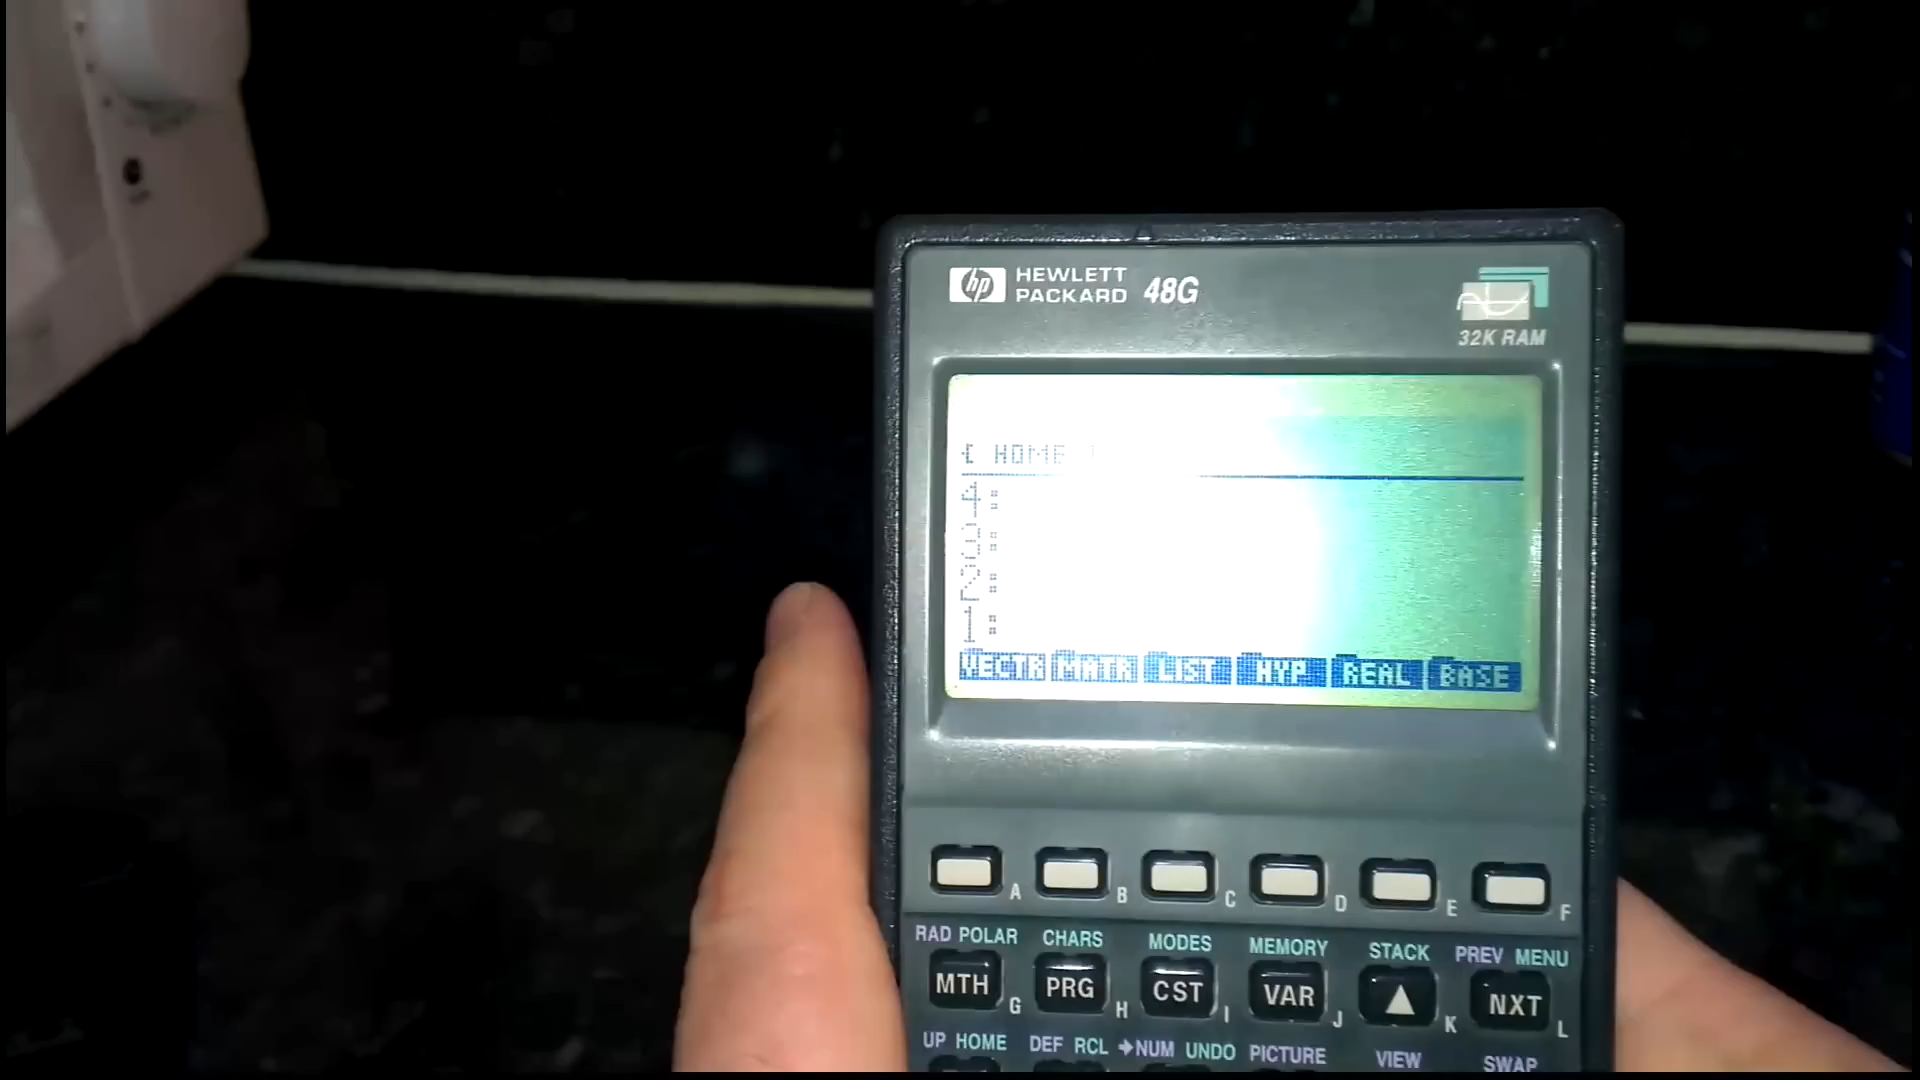 hp HEWLETT PACKARD 48G
32K RAM
{ HOME }
4:
3:
2:
1:
VECTR MATR LIST HYP REAL BASE
A B C D E F
RAD POLAR CHARS MODES MEMORY STACK PREV MENU
MTH G PRG H CST I VAR J ▲ K NXT L
UP HOME DEF RCL ➔NUM UNDO PICTURE VIEW SWAP